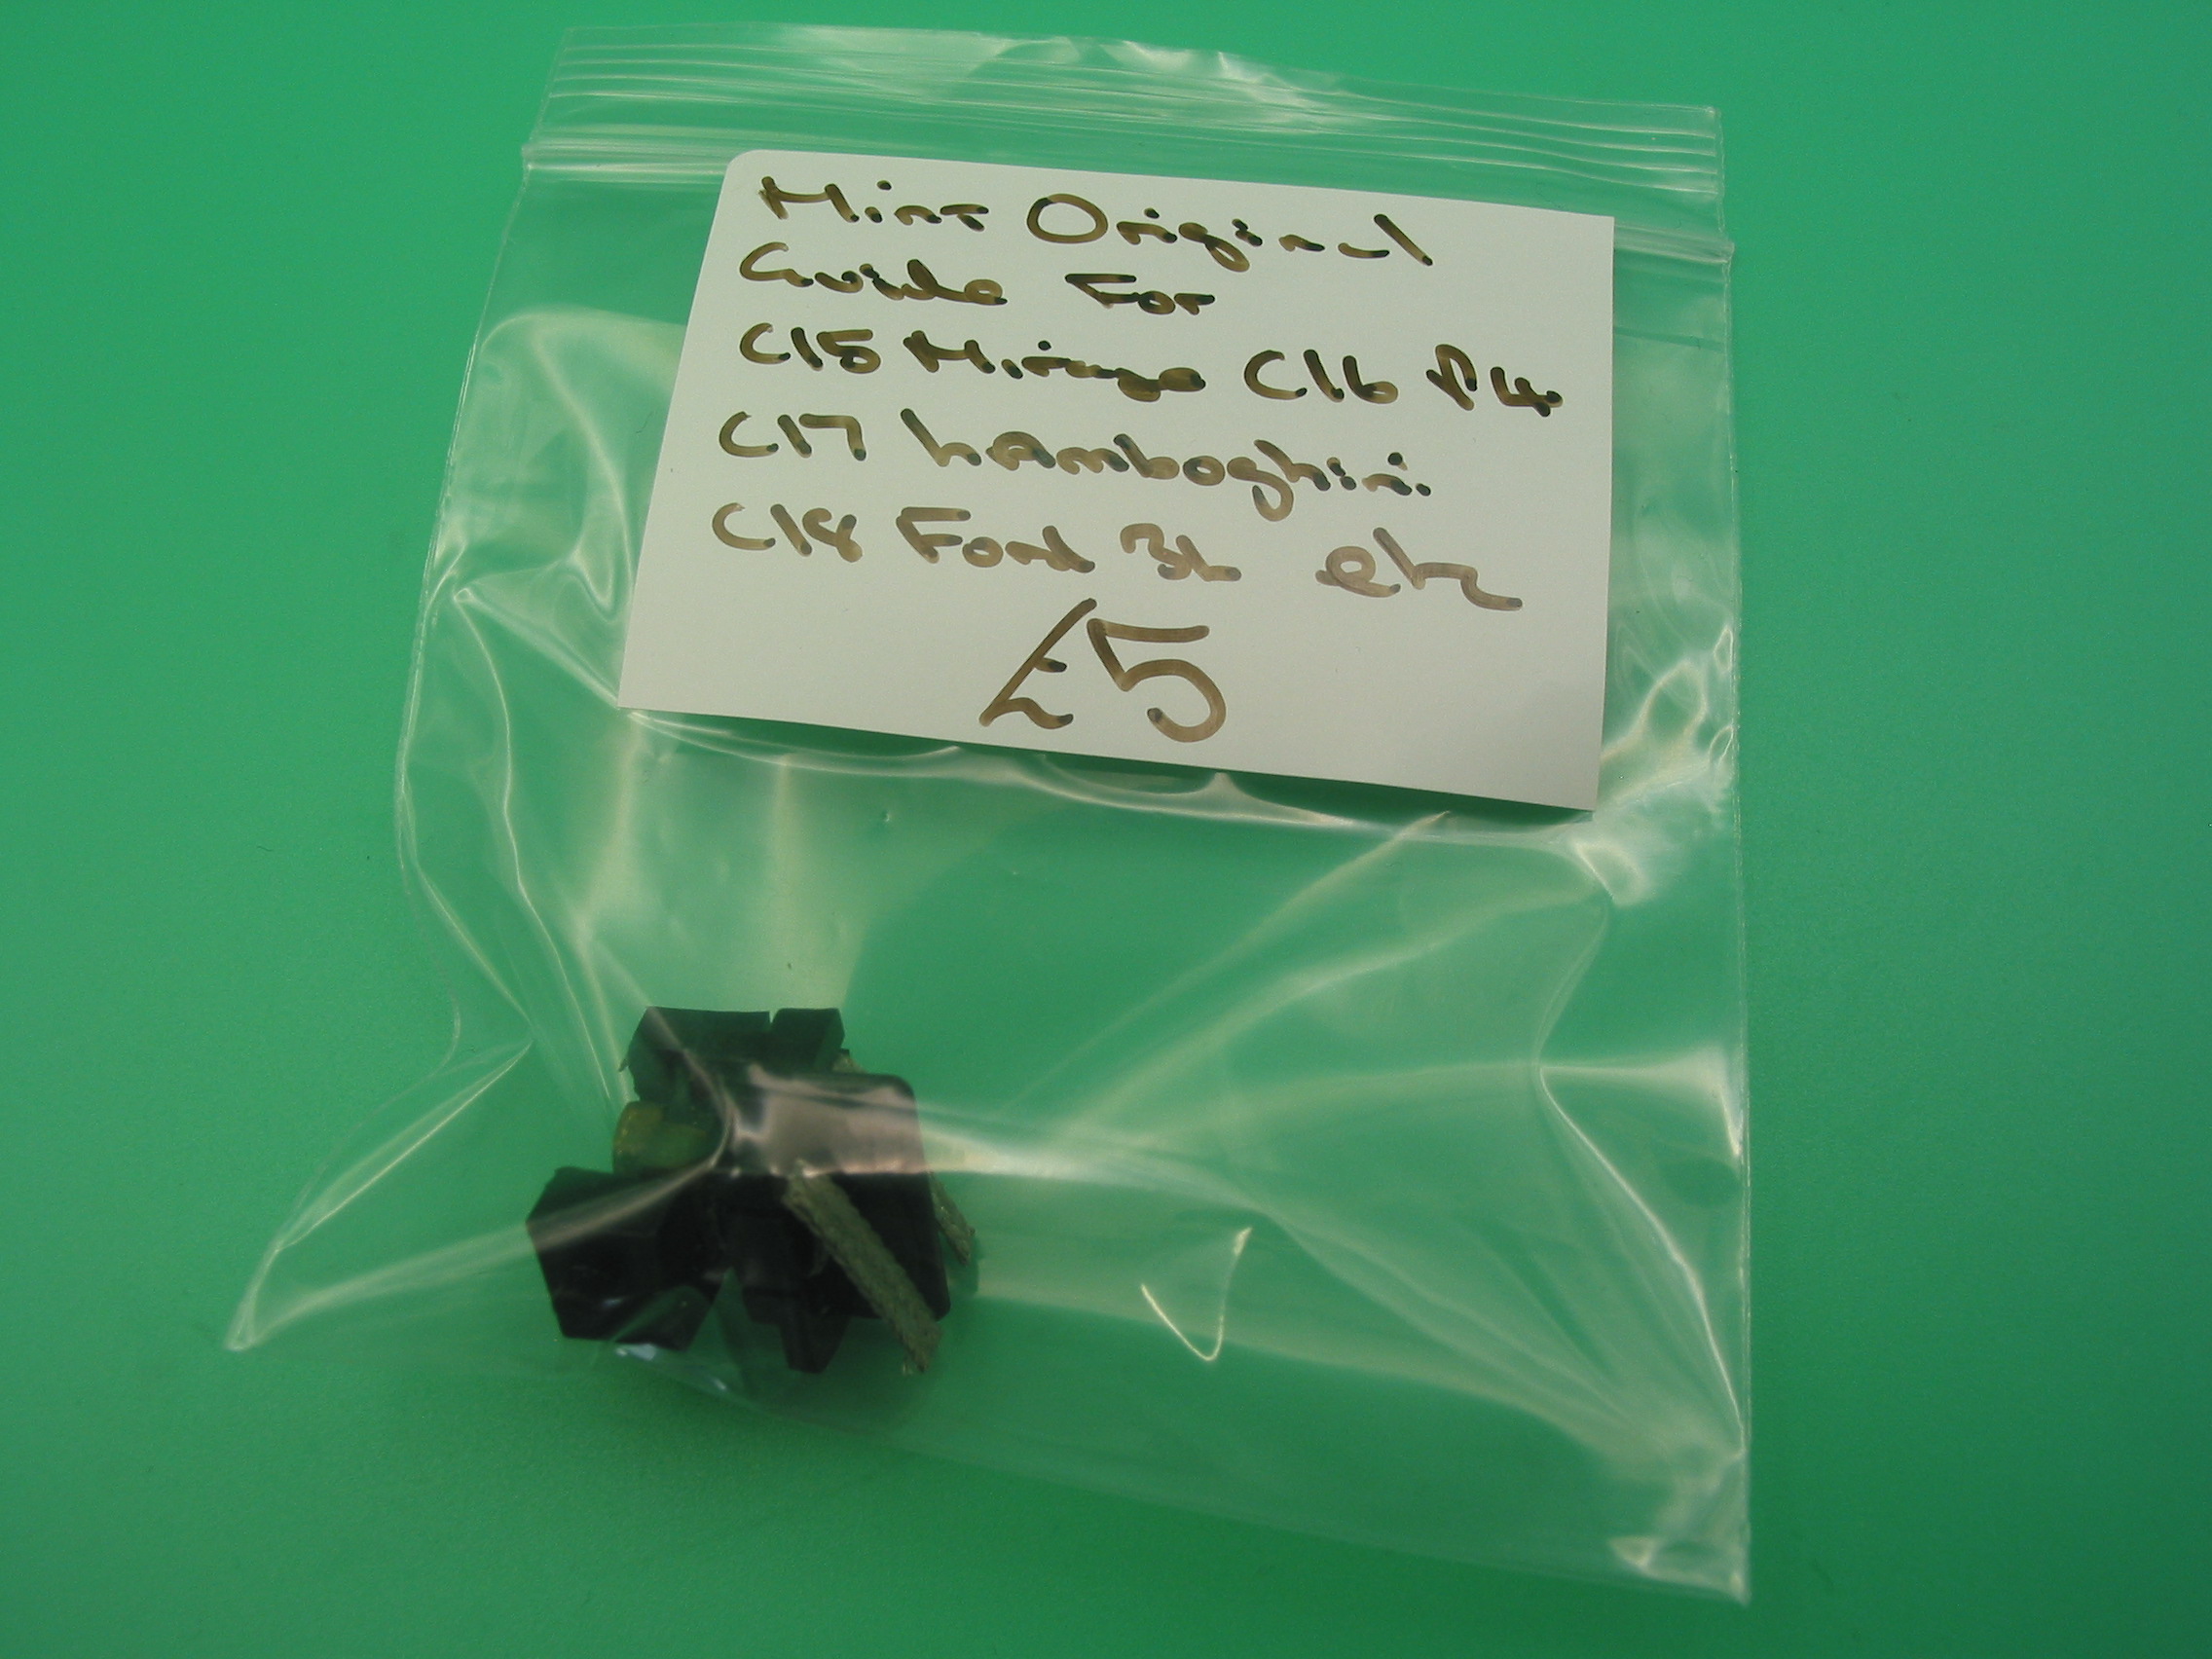 Mint Original
Guide For
C15 Mirage C16 P4
C17 Lamboghini
C18 Ford 3L etc
£5